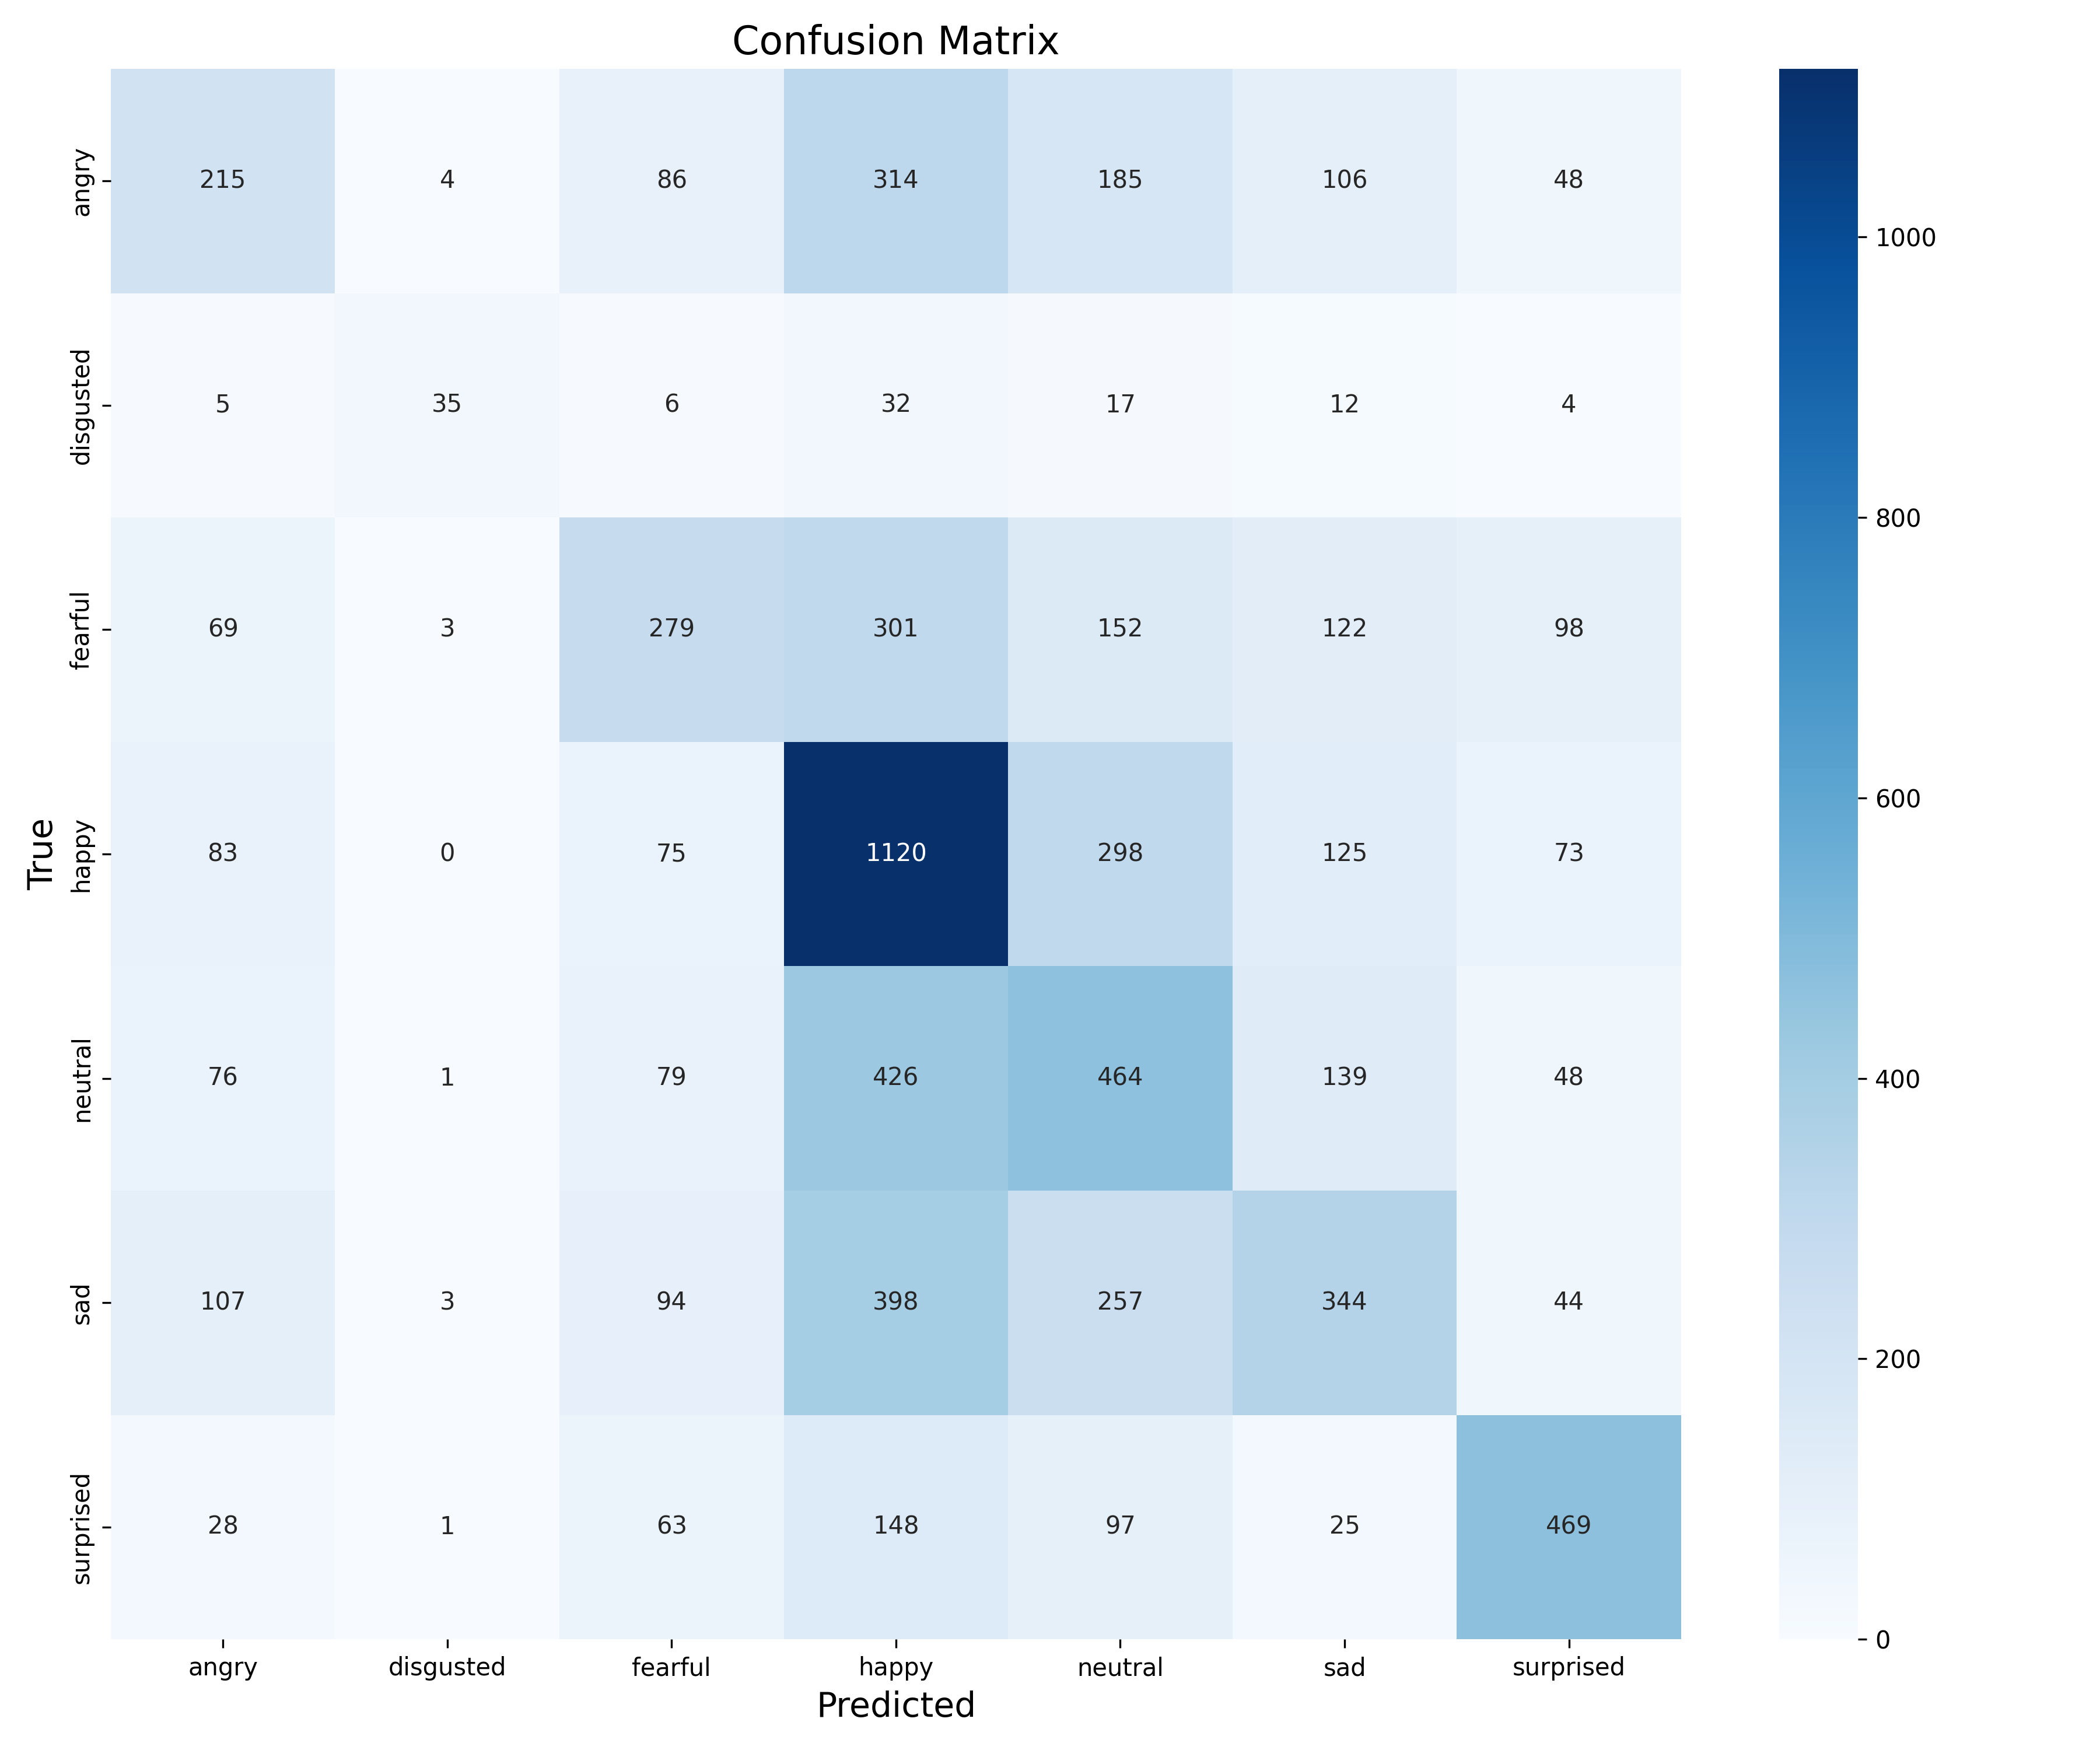 Confusion Matrix
angry 215 4 86 314 185 106 48
disgusted 5 35 6 32 17 12 4
fearful 69 3 279 301 152 122 98
happy 83 0 75 1120 298 125 73
neutral 76 1 79 426 464 139 48
sad 107 3 94 398 257 344 44
surprised 28 1 63 148 97 25 469
True
angry disgusted fearful happy neutral sad surprised
Predicted
1000
800
600
400
200
0